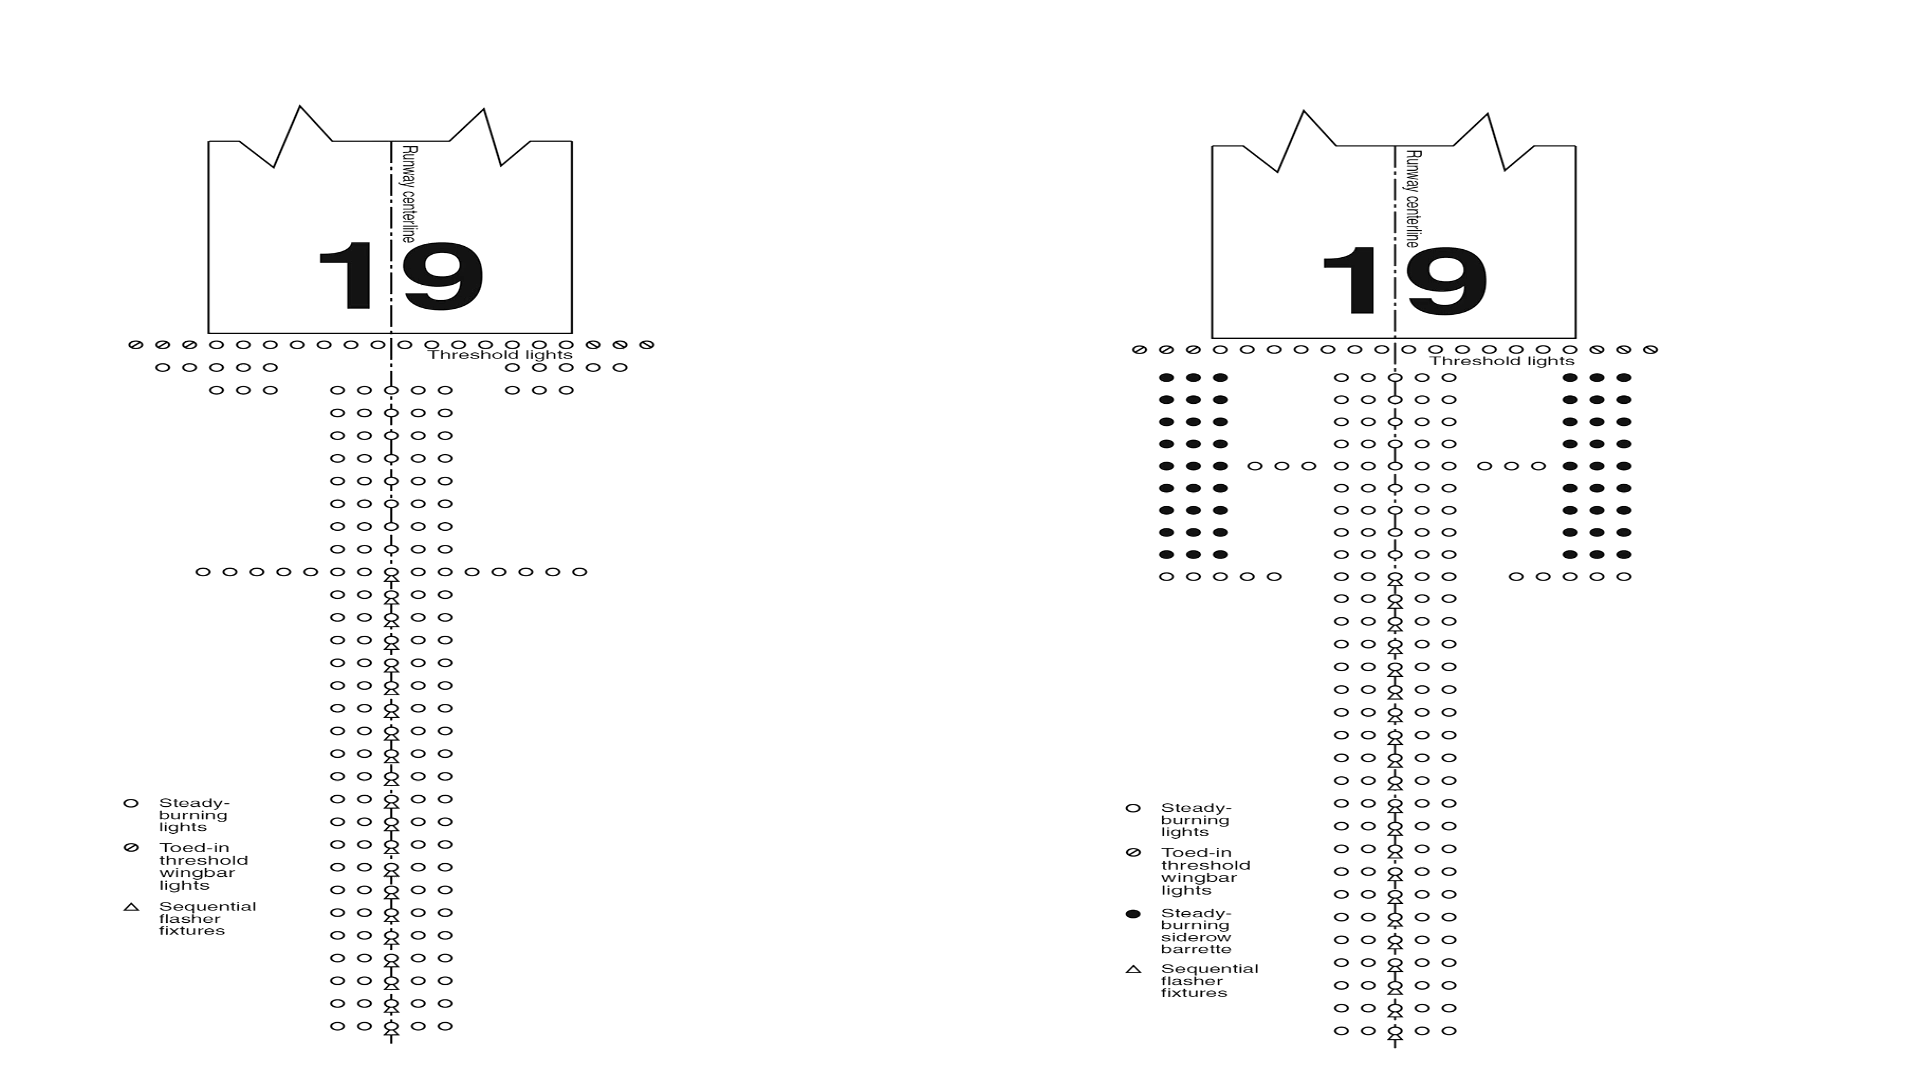 Runway centerline
19
Threshold lights
Steady-
burning
lights
Toed-in
threshold
wingbar
lights
Sequential
flasher
fixtures
Runway centerline
19
Threshold lights
Steady-
burning
lights
Toed-in
threshold
wingbar
lights
Steady-
burning
siderow
barrette
Sequential
flasher
fixtures